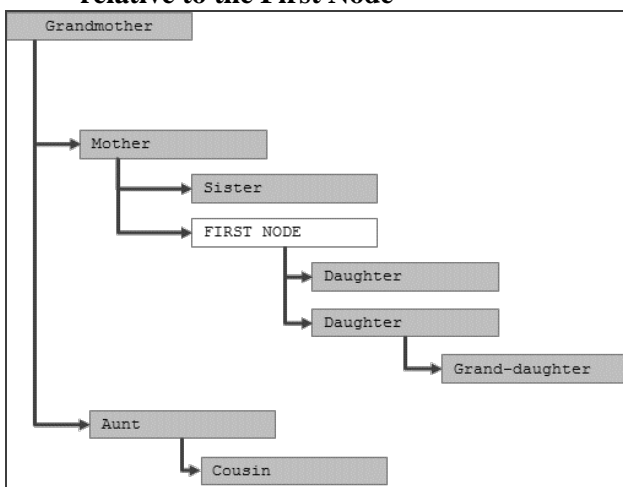 relative to the First Node
Grandmother
Mother
Sister
FIRST NODE
Daughter
Daughter
Grand-daughter
Aunt
Cousin